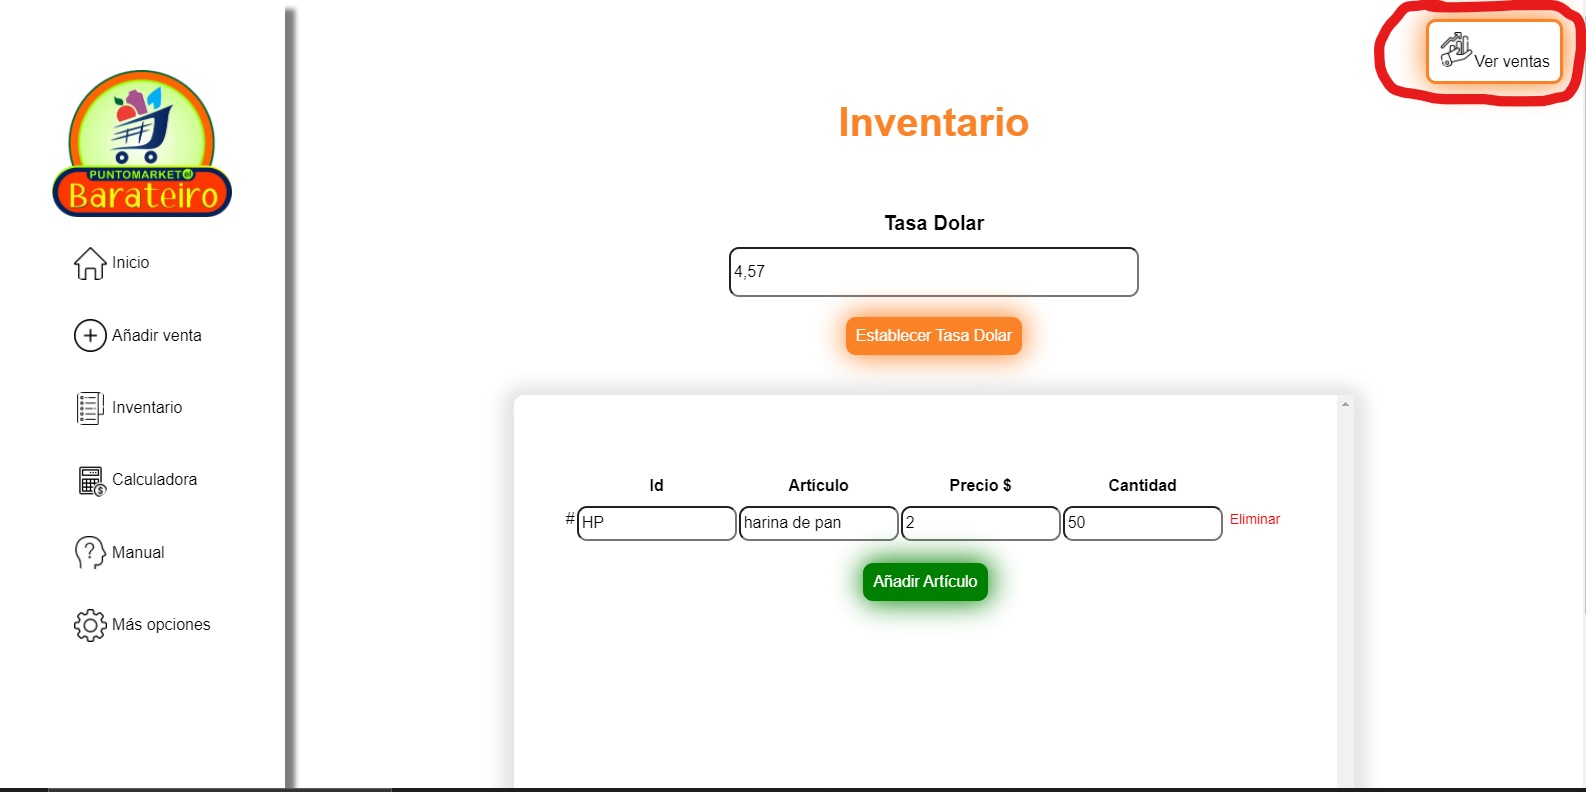 Ver ventas
Inventario
PUNTOMARKET el
Barateiro
Inicio
Añadir venta
Inventario
Calculadora
Manual
Más opciones
Tasa Dolar
4,57
Establecer Tasa Dolar
Id Artículo Precio $ Cantidad
# HP harina de pan 2 50 Eliminar
Añadir Artículo